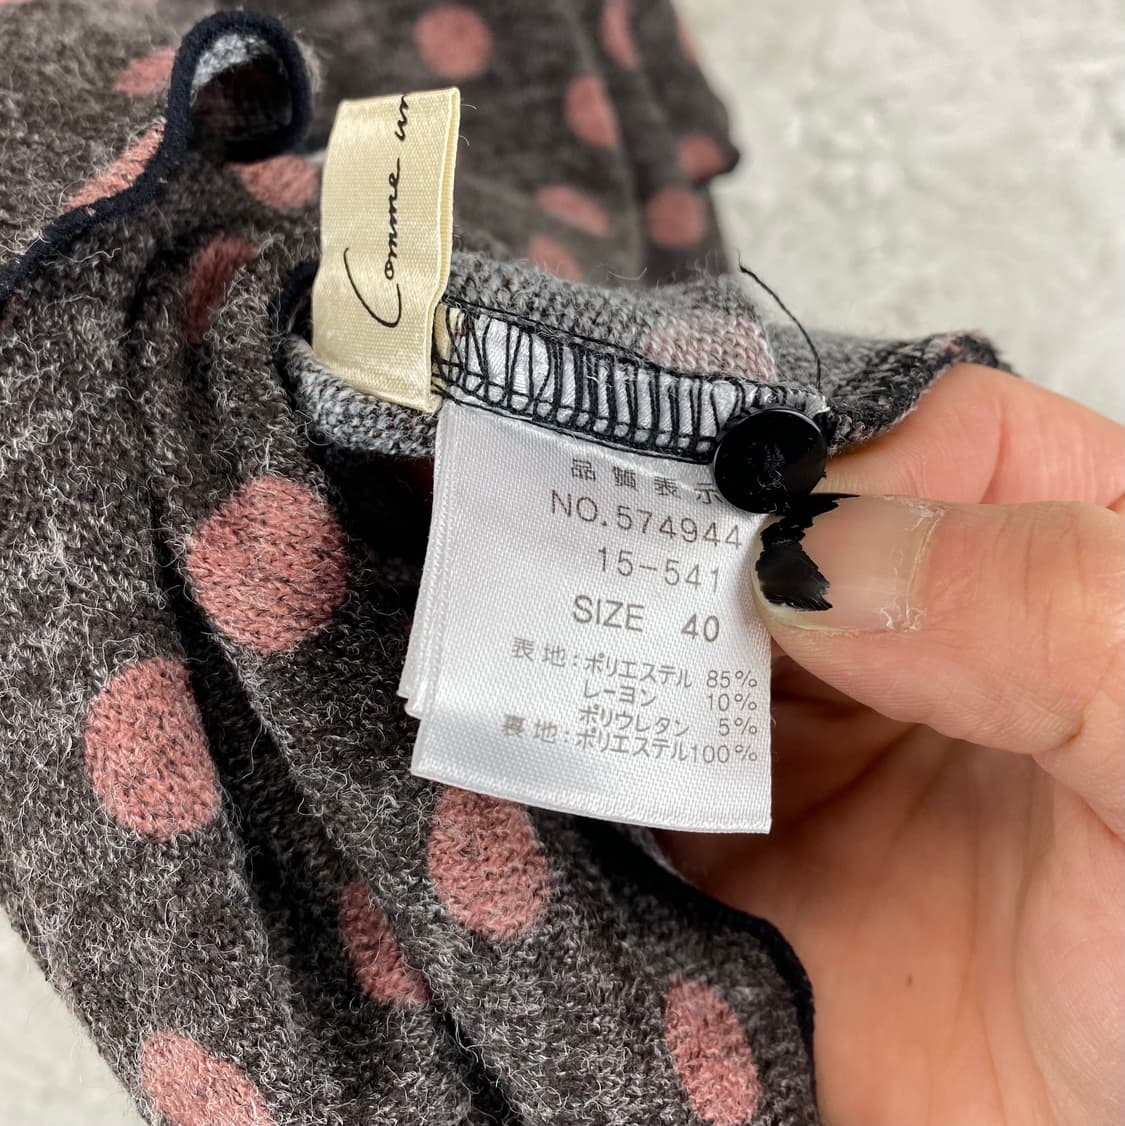 Comme un
品質表示
NO.574944
15-541
SIZE 40
表地:ポリエステル 85%
レーヨン 10%
ポリウレタン 5%
裏地:ポリエステル100%